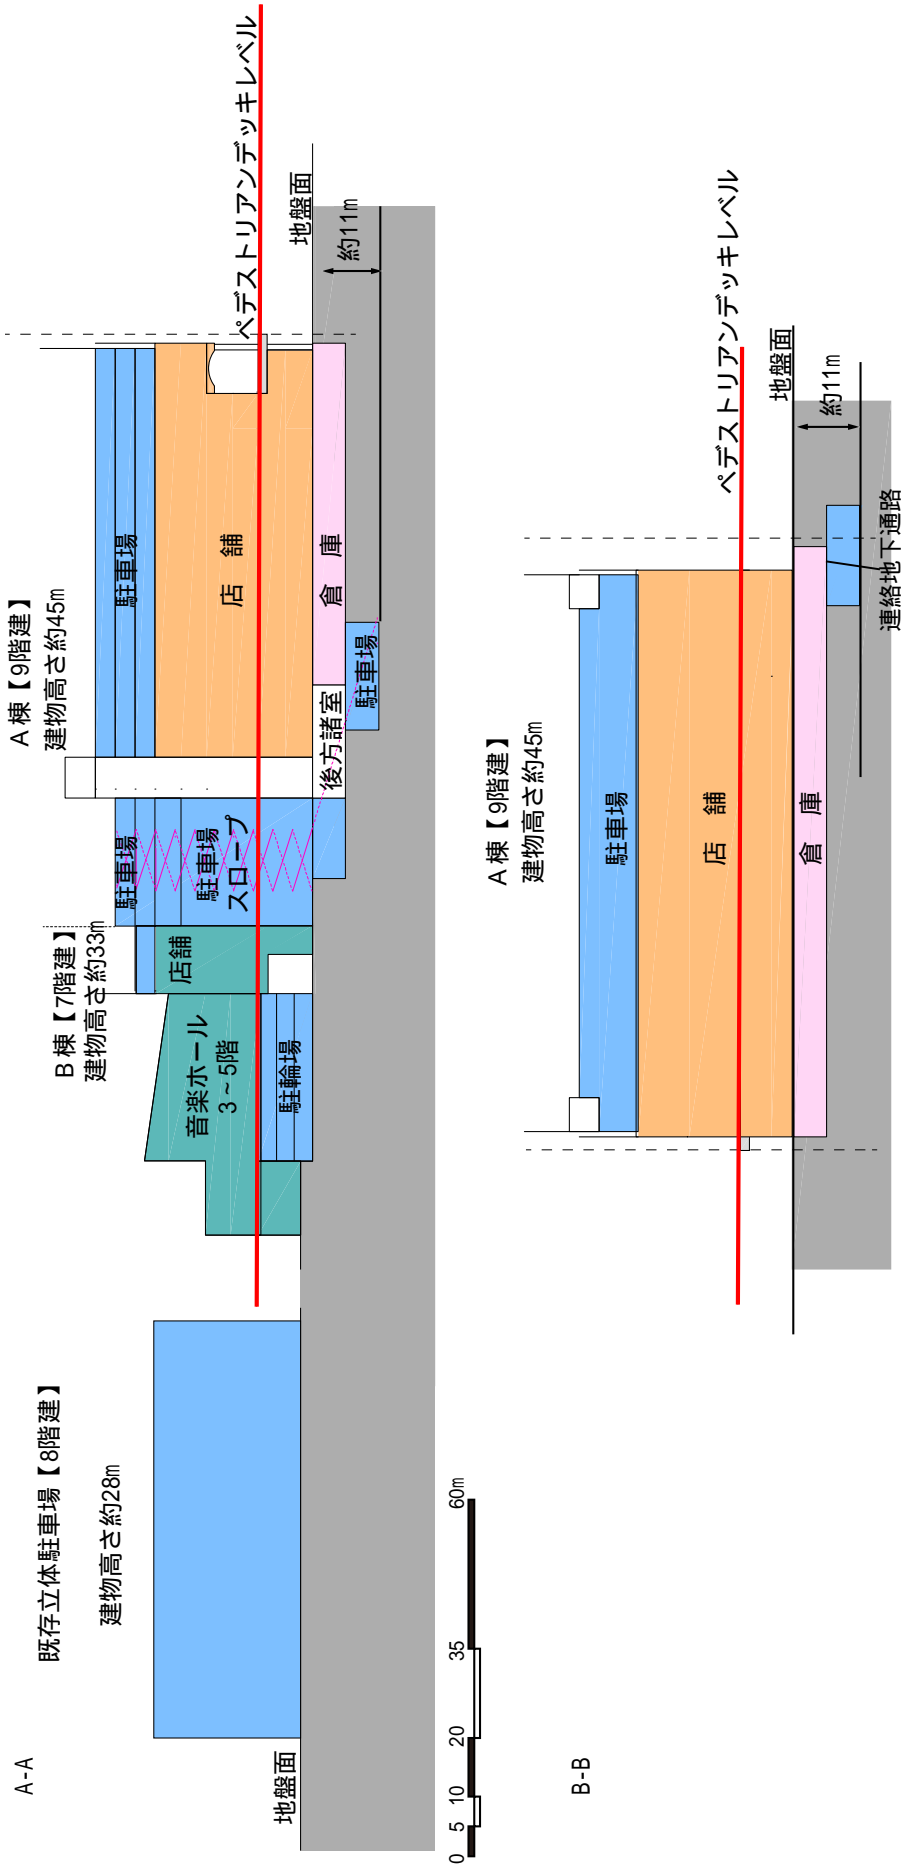 A-A
既存立体駐車場【8階建】
建物高さ約28m
B棟【7階建】
建物高さ約33m
A棟【9階建】
建物高さ約45m
駐車場
駐車場
駐車場
スロープ
店舗
音楽ホール
3~5階
駐輪場
店 舗
倉 庫
後方諸室
駐車場
ペデストリアンデッキレベル
地盤面
約11m
地盤面
0 5 10 20 35 60m
B-B
A棟【9階建】
建物高さ約45m
駐車場
店 舗
倉 庫
ペデストリアンデッキレベル
地盤面
約11m
連絡地下通路